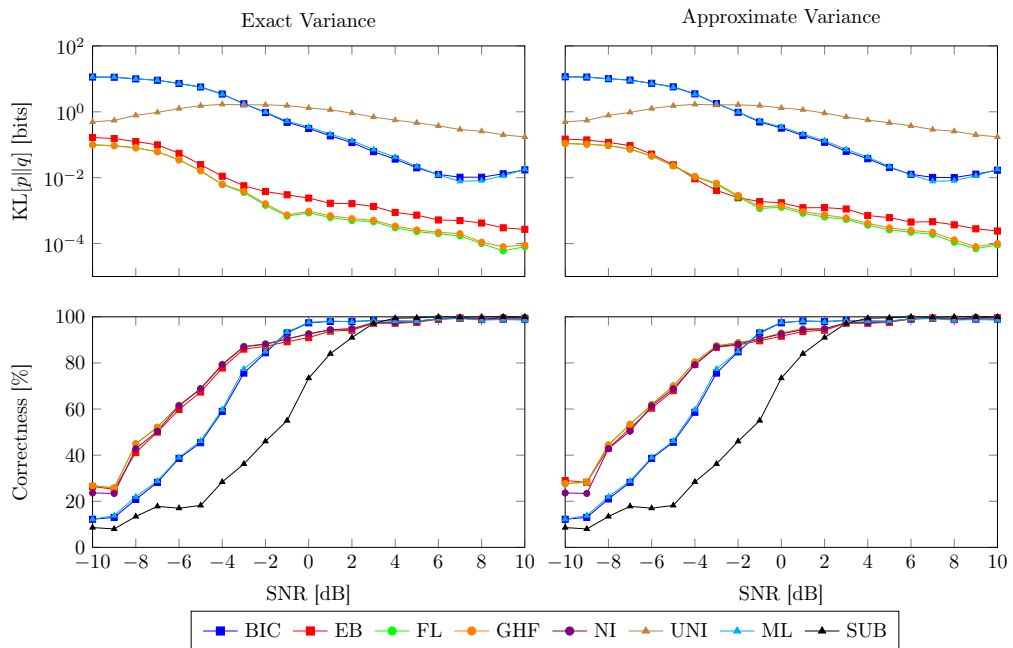 Exact Variance Approximate Variance
10^2
10^0
10^−2
10^−4
KL[p||q] [bits]
100
80
60
40
20
0
Correctness [%]
−10 −8 −6 −4 −2 0 2 4 6 8 10
−10 −8 −6 −4 −2 0 2 4 6 8 10
SNR [dB] SNR [dB]
BIC EB FL GHF NI UNI ML SUB